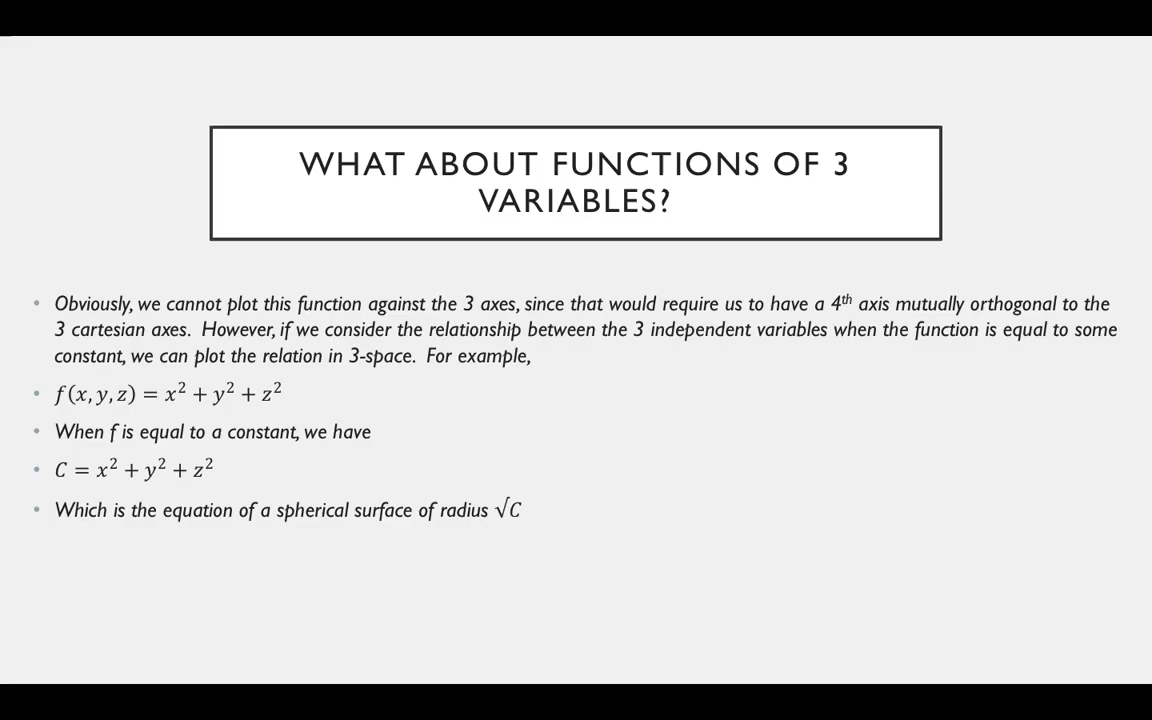 WHAT ABOUT FUNCTIONS OF 3
VARIABLES?
• Obviously, we cannot plot this function against the 3 axes, since that would require us to have a 4th axis mutually orthogonal to the
3 cartesian axes. However, if we consider the relationship between the 3 independent variables when the function is equal to some
constant, we can plot the relation in 3-space. For example,
• f(x, y, z) = x² + y² + z²
• When f is equal to a constant, we have
• C = x² + y² + z²
• Which is the equation of a spherical surface of radius √C